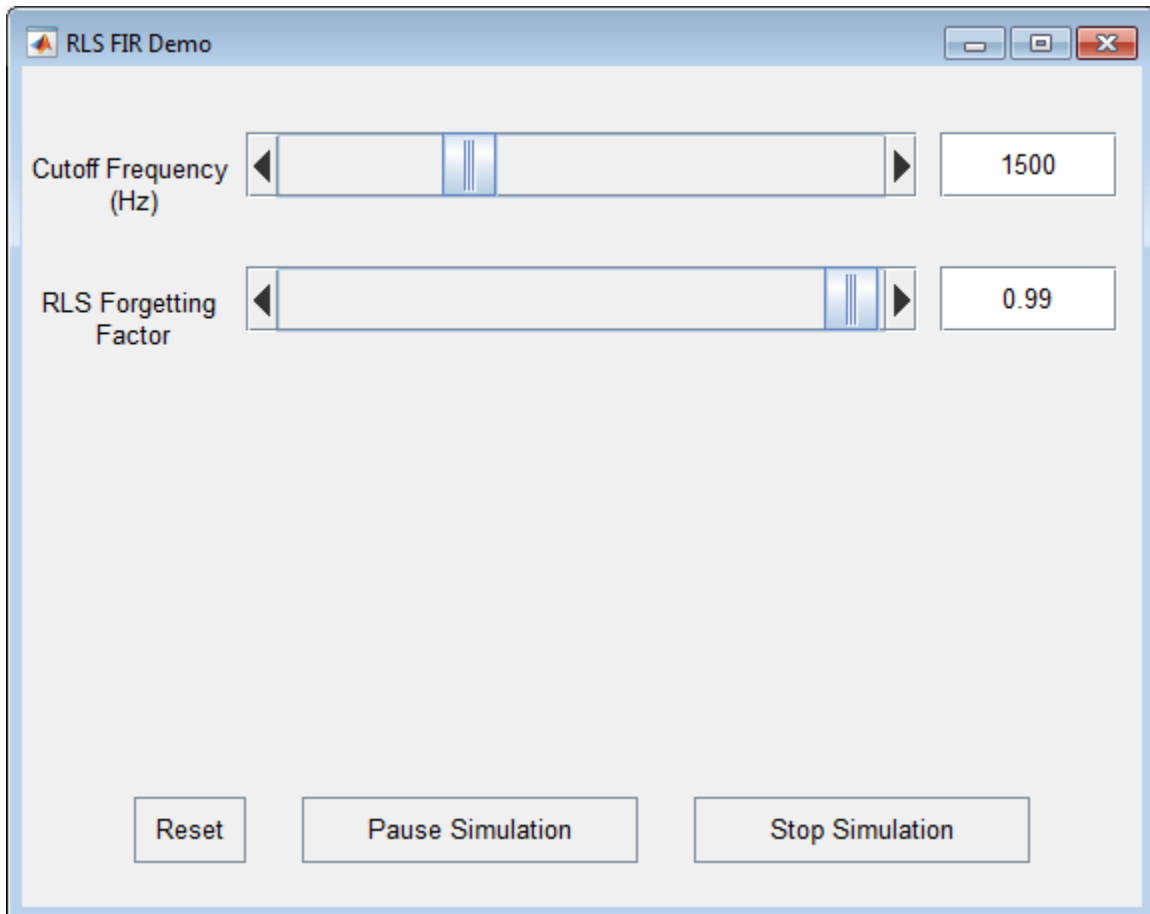 RLS FIR Demo
Cutoff Frequency
(Hz)
1500
RLS Forgetting
Factor
0.99
Reset
Pause Simulation
Stop Simulation